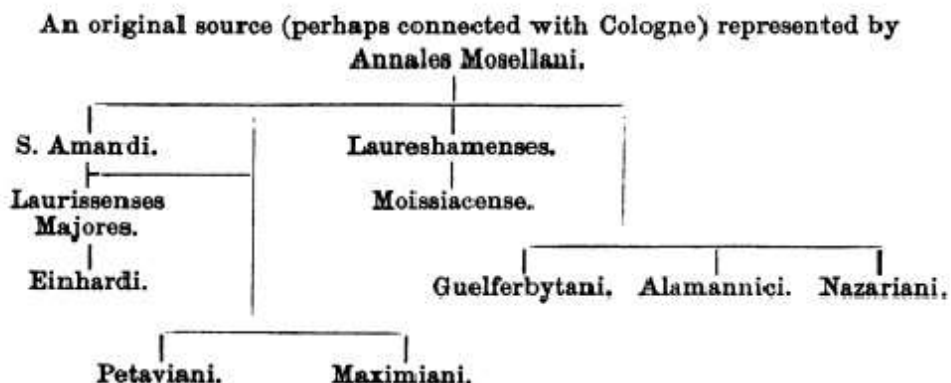 An original source (perhaps connected with Cologne) represented by
Annales Mosellani.
S. Amandi. Laureshamenses.
Laurissenses Moissiacense.
Majores.
Einhardi. Guelferbytani. Alamannici. Nazariani.
Petaviani. Maximiani.